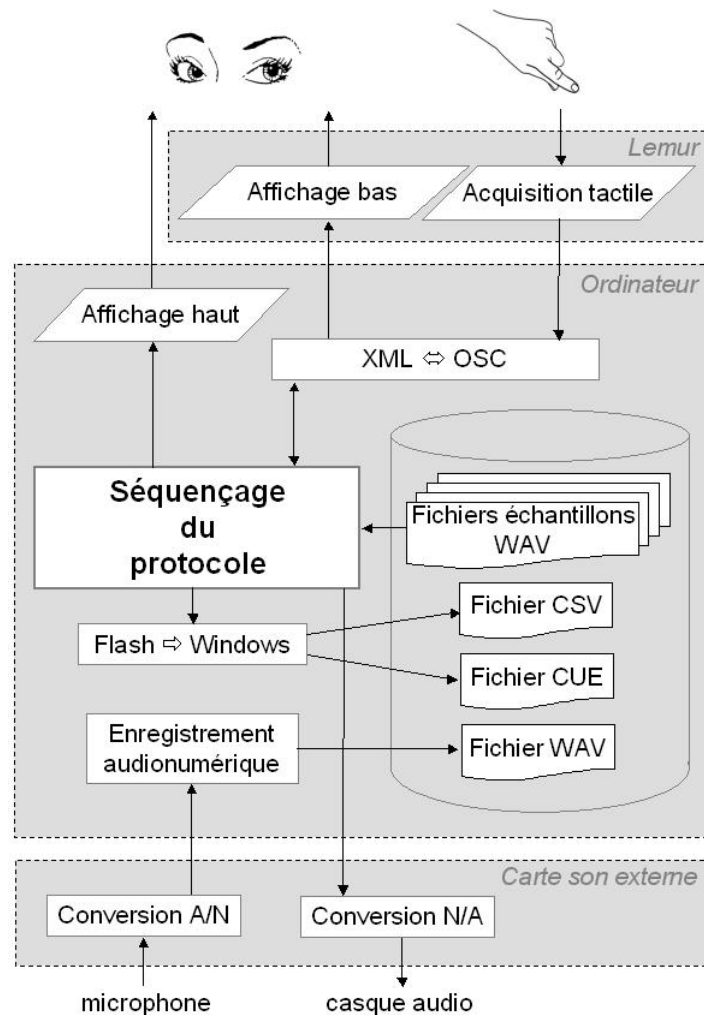 Lemur
Affichage bas
Acquisition tactile
Ordinateur
Affichage haut
XML ⇔ OSC
Séquençage
du
protocole
Fichiers échantillons
WAV
Fichier CSV
Flash ⇨ Windows
Fichier CUE
Enregistrement
audionumérique
Fichier WAV
Carte son externe
Conversion A/N
Conversion N/A
microphone
casque audio